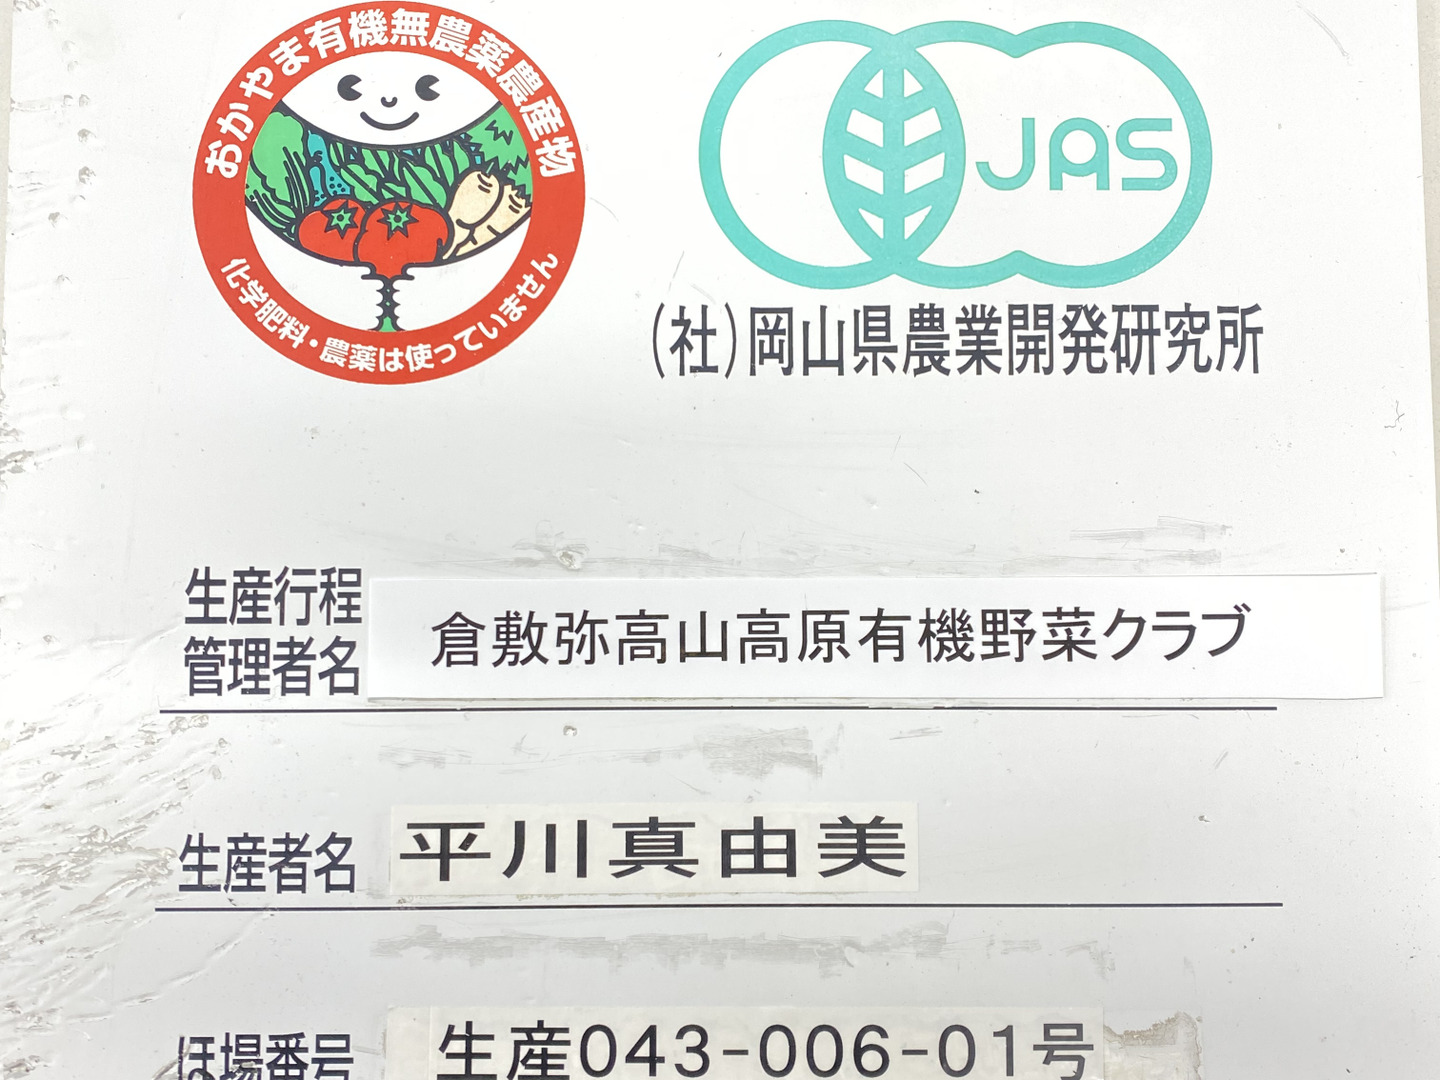 おかやま有機無農薬農産物
化学肥料・農薬は使っていません
JAS
(社)岡山県農業開発研究所
生産行程
管理者名
倉敷弥高山高原有機野菜クラブ
生産者名 平川真由美
ほ場番号 生産043-006-01号